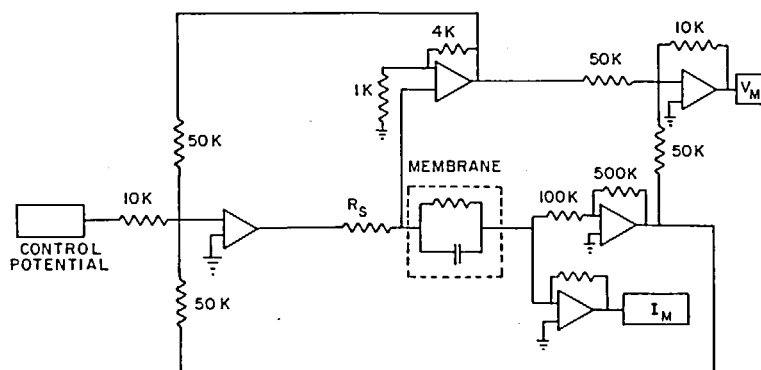 4K
50K
10K
1K
V_M
50K
50K
MEMBRANE
500K
R_S
100K
10K
CONTROL
POTENTIAL
50K
I_M